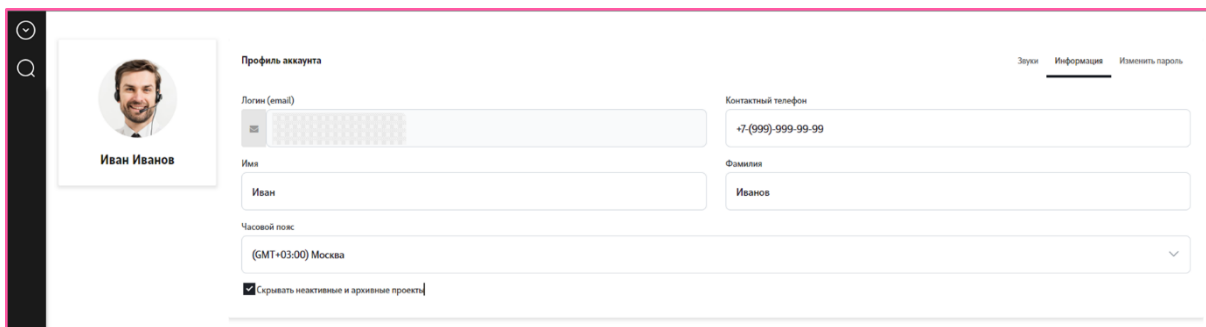 Профиль аккаунта
Звуки Информация Изменить пароль
Логин (email) Контактный телефон
+7-(999)-999-99-99
Иван Иванов
Имя Фамилия
Иван Иванов
Часовой пояс
(GMT+03:00) Москва
Скрывать неактивные и архивные проекты